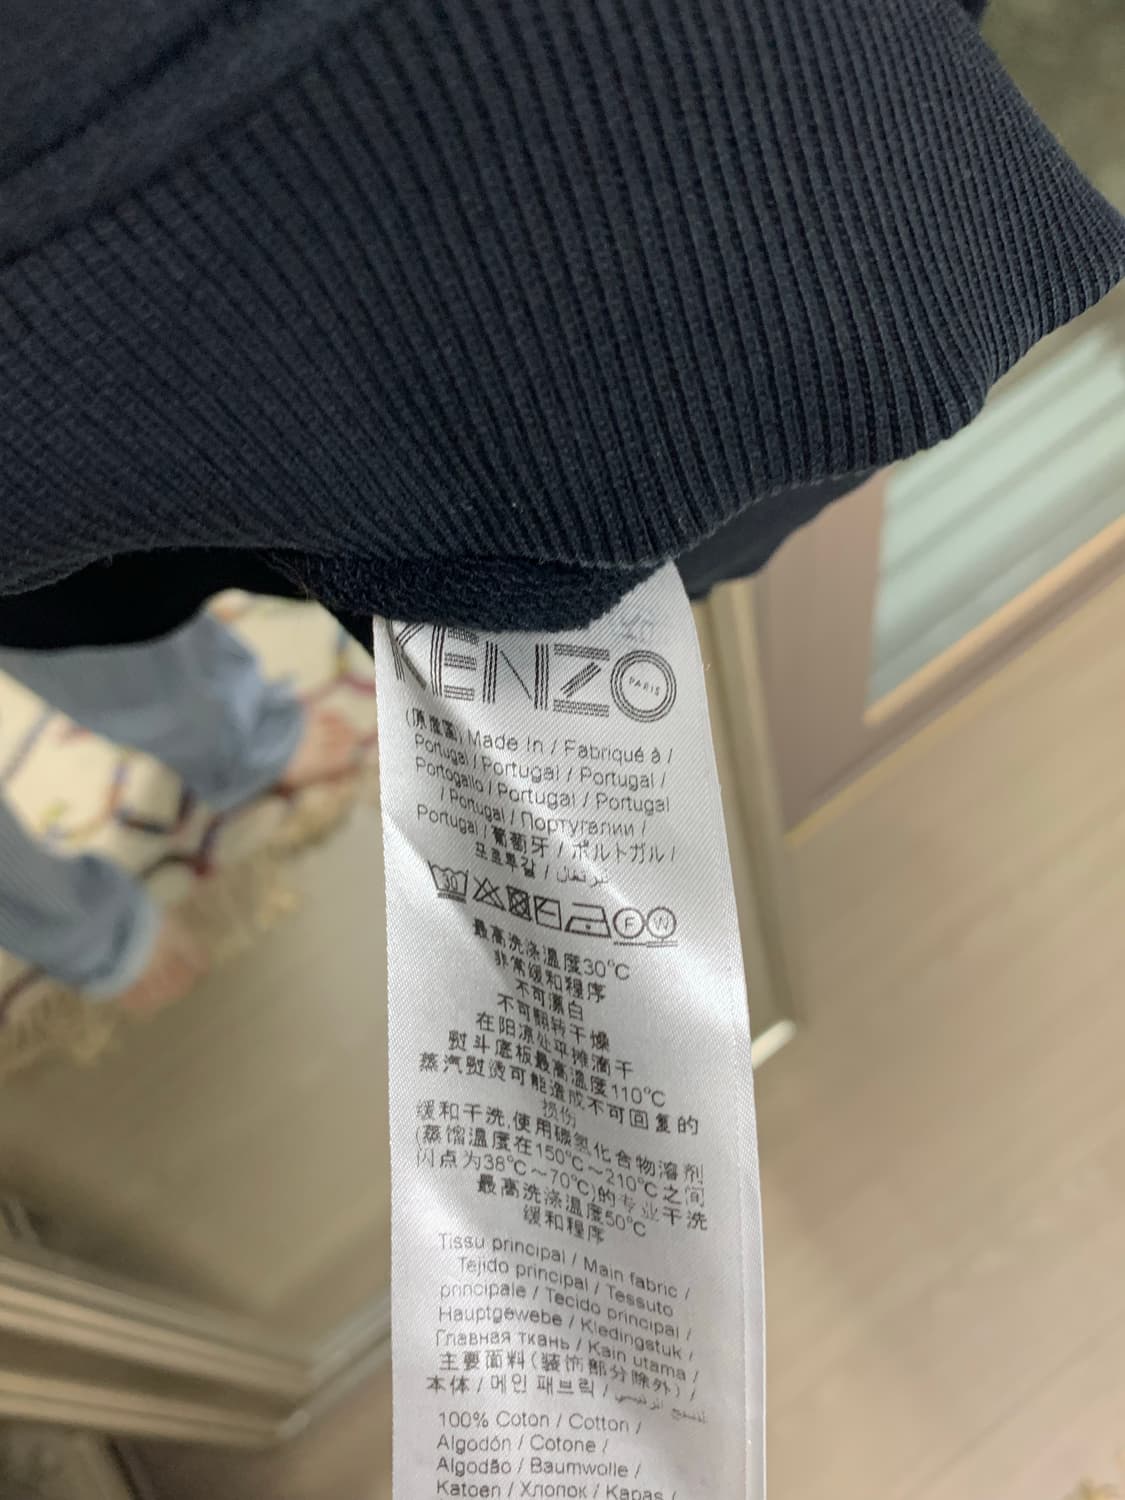 KENZO
PARIS
(原產國) Made in / Fabriqué à /
Portugal / Portugal / Portugal /
Portogallo / Portugal / Portugal
/ Portugal / Португалии /
Portugal / 葡萄牙 / ポルトガル /
포르투갈 / البرتغال
30 F W
最高洗涤温度30°C
非常缓和程序
不可漂白
不可翻转干燥
在阴凉处平摊滴干
熨斗底板最高温度110°C
蒸汽熨烫可能造成不可回复的
损伤
缓和干洗,使用碳氢化合物溶剂
(蒸馏温度在150°C～210°C之间
闪点为38°C～70°C)的专业干洗
最高洗涤温度50°C
缓和程序
Tissu principal / Main fabric /
Tejido principal / Tessuto
principale / Tecido principal /
Hauptgewebe / Kledingstuk /
Главная ткань / Kain utama /
主要面料 (装饰部分除外) /
本体 / 메인 패브릭 /
100% Coton / Cotton /
Algodón / Cotone /
Algodão / Baumwolle /
Katoen / Хлопок / Kapas /